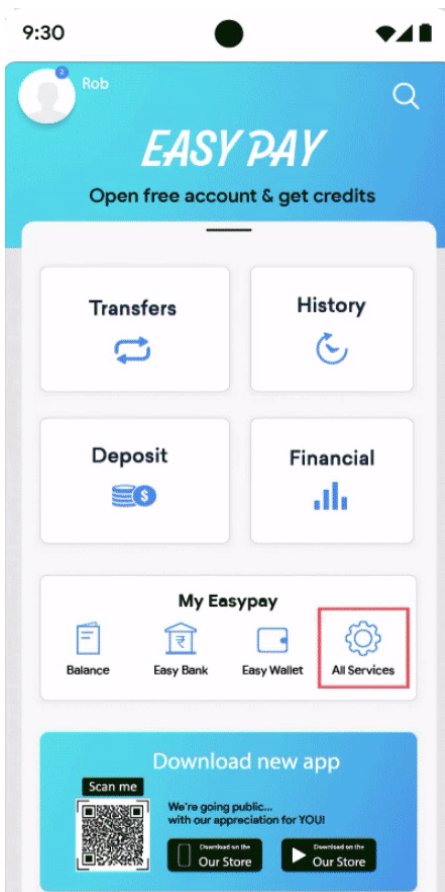 9:30
2
Rob
EASY PAY
Open free account & get credits
Transfers
History
Deposit
$
Financial
My Easypay
₹
Balance
Easy Bank
Easy Wallet
All Services
Download new app
Scan me
We're going public...
with our appreciation for YOU!
Download on the
Our Store
Download on the
Our Store